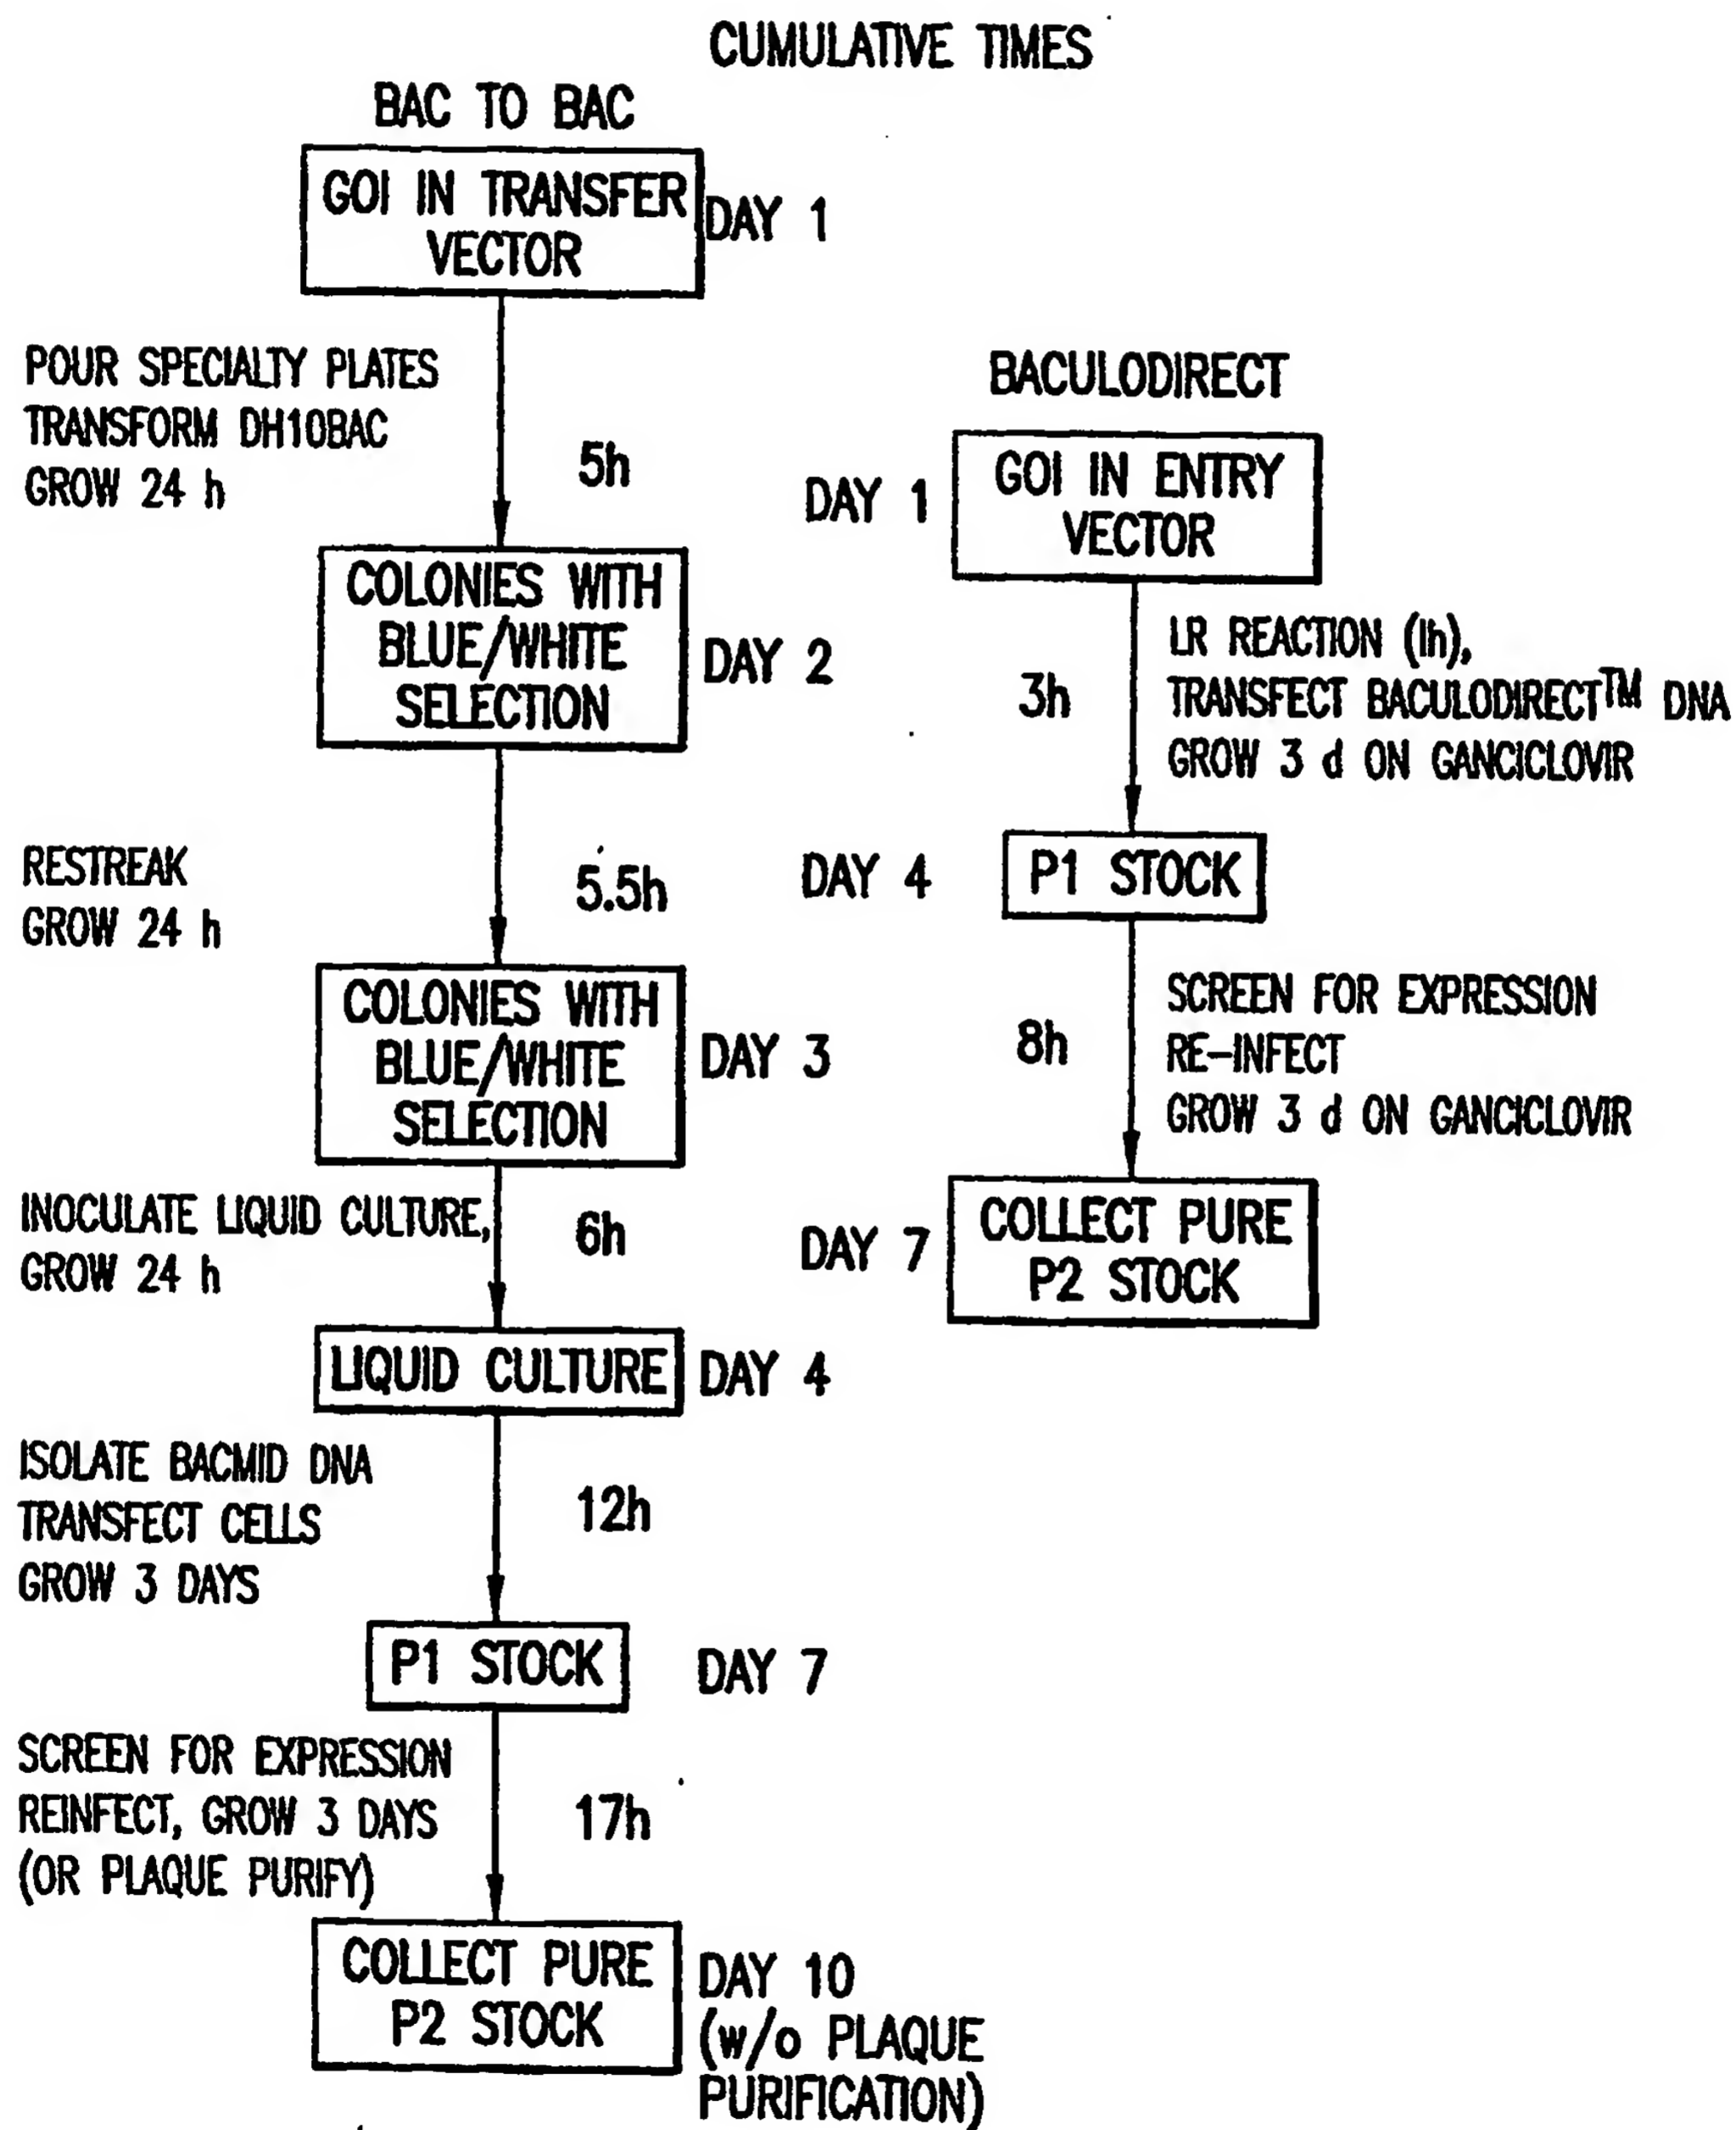 CUMULATIVE TIMES
BAC TO BAC
GOI IN TRANSFER
VECTOR
DAY 1
POUR SPECIALTY PLATES
TRANSFORM DH10BAC
GROW 24 h
5h
COLONIES WITH
BLUE/WHITE
SELECTION
DAY 2
RESTREAK
GROW 24 h
5.5h
COLONIES WITH
BLUE/WHITE
SELECTION
DAY 3
INOCULATE LIQUID CULTURE,
GROW 24 h
6h
LIQUID CULTURE
DAY 4
ISOLATE BACMID DNA
TRANSFECT CELLS
GROW 3 DAYS
12h
P1 STOCK
DAY 7
SCREEN FOR EXPRESSION
REINFECT, GROW 3 DAYS
(OR PLAQUE PURIFY)
17h
COLLECT PURE
P2 STOCK
DAY 10
(w/o PLAQUE
PURIFICATION)
BACULODIRECT
DAY 1
GOI IN ENTRY
VECTOR
3h
LR REACTION (1h),
TRANSFECT BACULODIRECT™ DNA
GROW 3 d ON GANCICLOVIR
DAY 4
P1 STOCK
8h
SCREEN FOR EXPRESSION
RE-INFECT
GROW 3 d ON GANCICLOVIR
DAY 7
COLLECT PURE
P2 STOCK